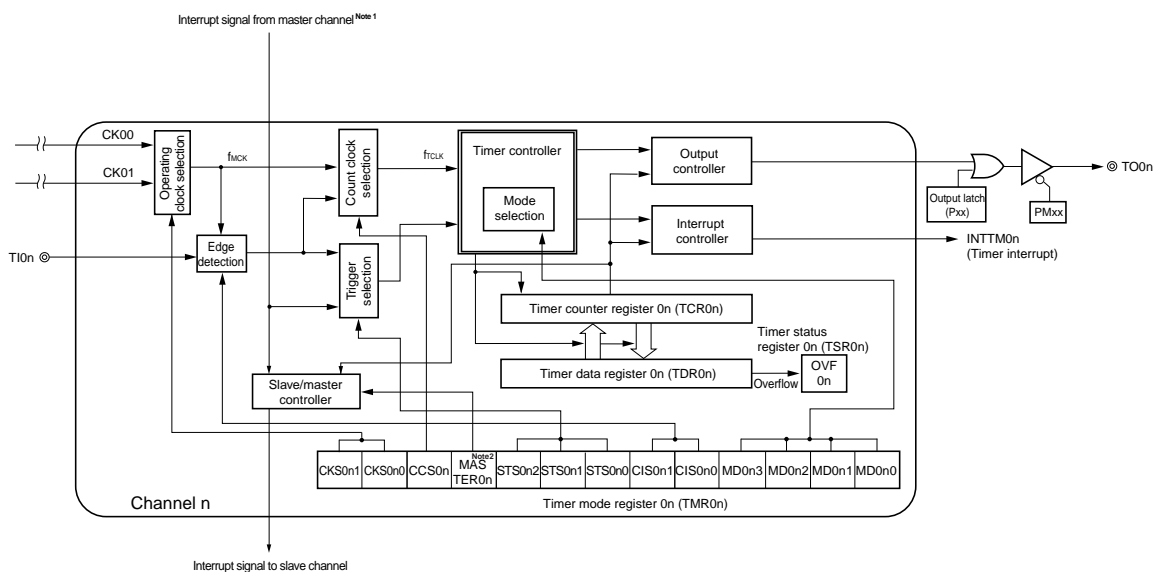 Interrupt signal from master channel Note 1
CK00
CK01
Operating
clock selection
fMCK
Count clock
selection
fTCLK
Timer controller
Mode
selection
Output
controller
Output latch
(Pxx)
PMxx
TO0n
Interrupt
controller
INTTM0n
(Timer interrupt)
TI0n
Edge
detection
Trigger
selection
Timer counter register 0n (TCR0n)
Timer status
register 0n (TSR0n)
Timer data register 0n (TDR0n)
Overflow
OVF
0n
Slave/master
controller
CKS0n1
CKS0n0
CCS0n
Note2
MAS
TER0n
STS0n2
STS0n1
STS0n0
CIS0n1
CIS0n0
MD0n3
MD0n2
MD0n1
MD0n0
Channel n
Timer mode register 0n (TMR0n)
Interrupt signal to slave channel